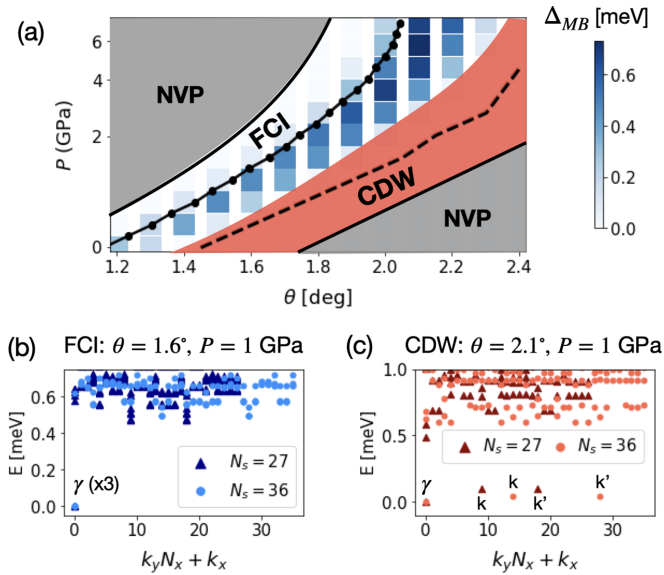 (a)
Δ_MB [meV]
NVP
FCI
CDW
NVP
P (GPa)
6
4
2
0
1.2 1.4 1.6 1.8 2.0 2.2 2.4
θ [deg]
0.6
0.4
0.2
0.0
(b) FCI: θ = 1.6°, P = 1 GPa
E [meV]
0.6
0.4
0.2
0.0
γ (x3)
N_s = 27
N_s = 36
0 10 20 30
k_yN_x + k_x
(c) CDW: θ = 2.1°, P = 1 GPa
E [meV]
1.0
0.5
0.0
N_s = 27 N_s = 36
γ k k k' k'
0 10 20 30
k_yN_x + k_x